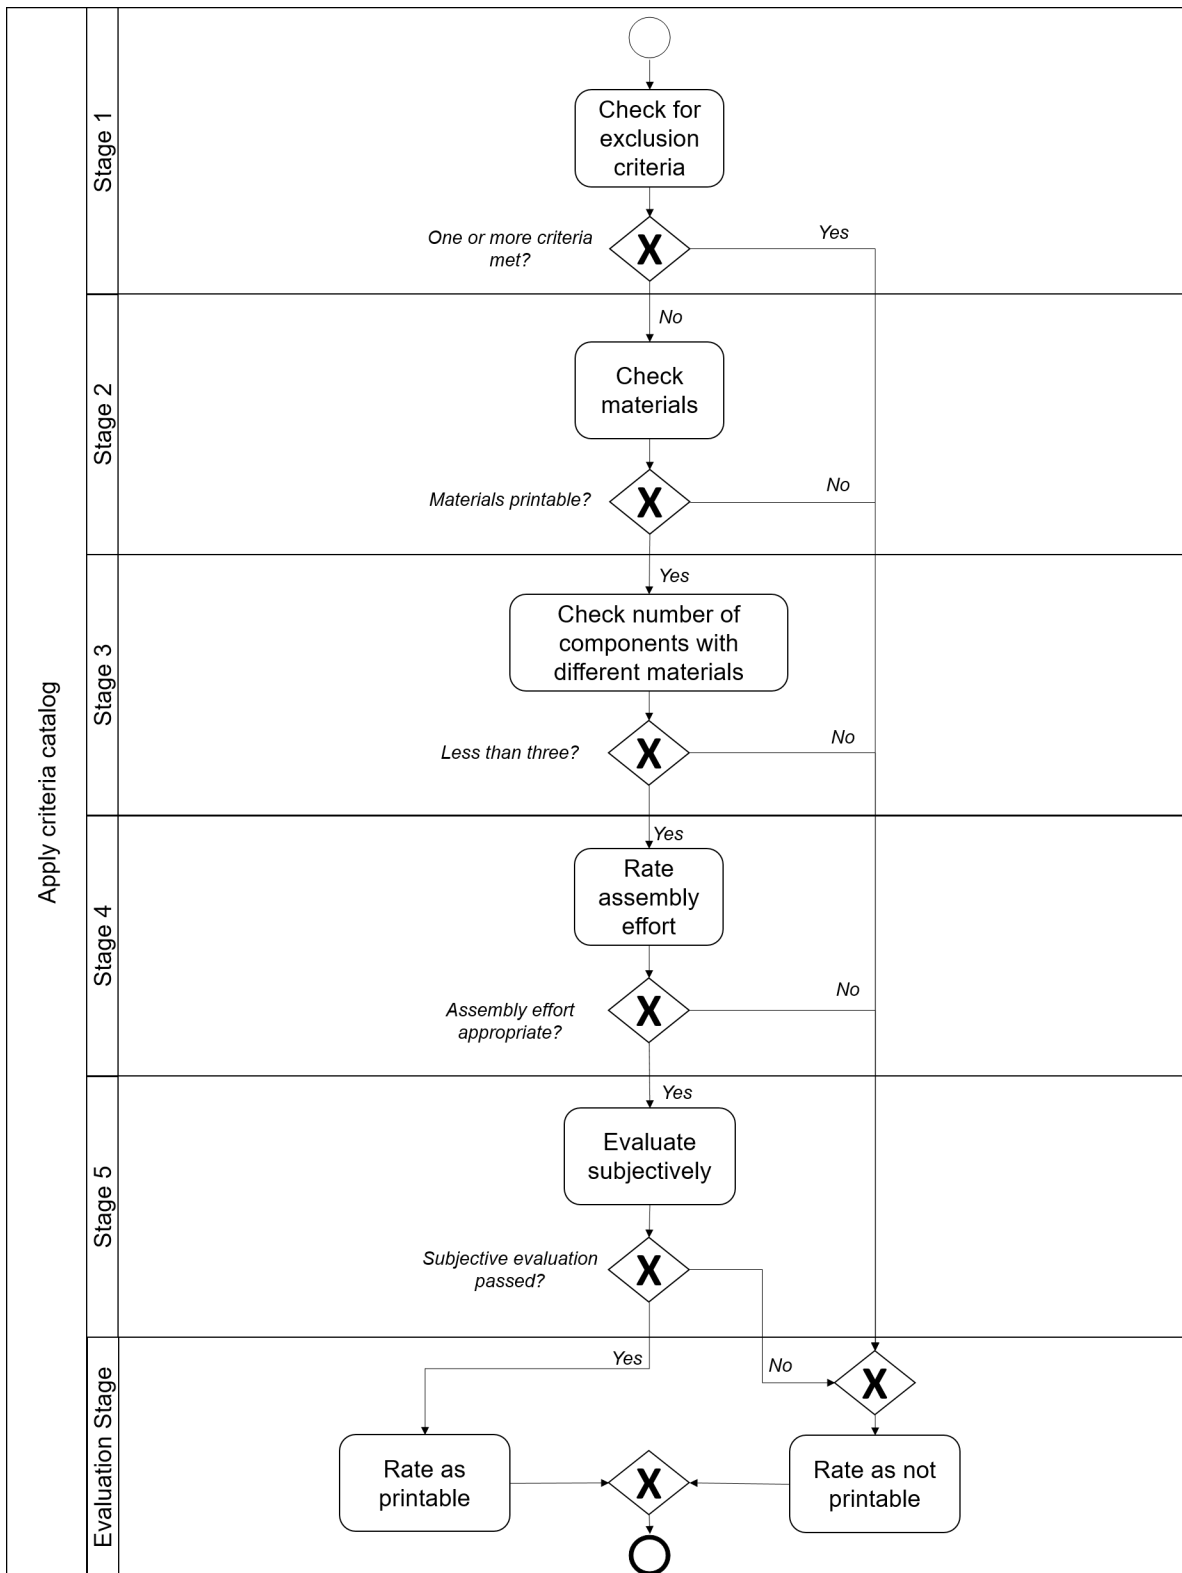 Apply criteria catalog
Stage 1
Check for
exclusion
criteria
One or more criteria
met?
X
Yes
No
Stage 2
Check
materials
Materials printable?
X
No
Yes
Stage 3
Check number of
components with
different materials
Less than three?
X
No
Yes
Stage 4
Rate
assembly
effort
Assembly effort
appropriate?
X
No
Yes
Stage 5
Evaluate
subjectively
Subjective evaluation
passed?
X
Evaluation Stage
Yes
No
X
Rate as
printable
X
Rate as not
printable